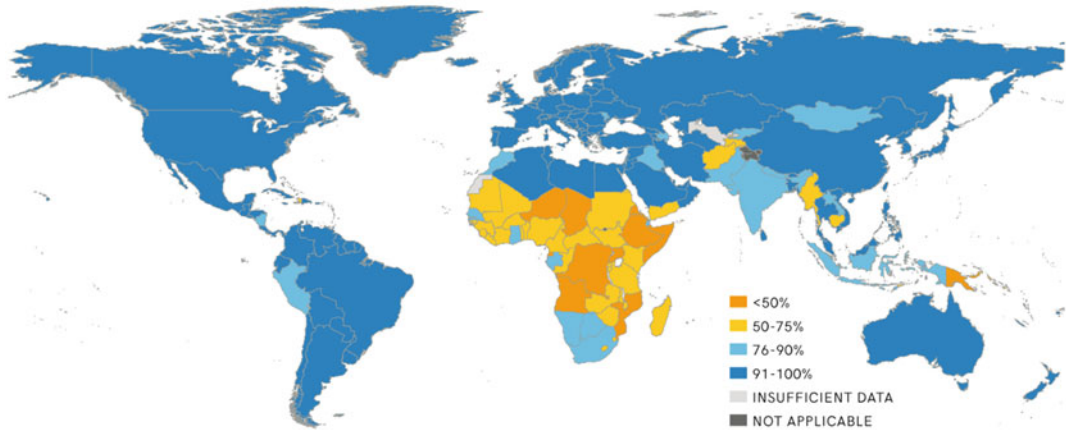 <50%
50-75%
76-90%
91-100%
INSUFFICIENT DATA
NOT APPLICABLE